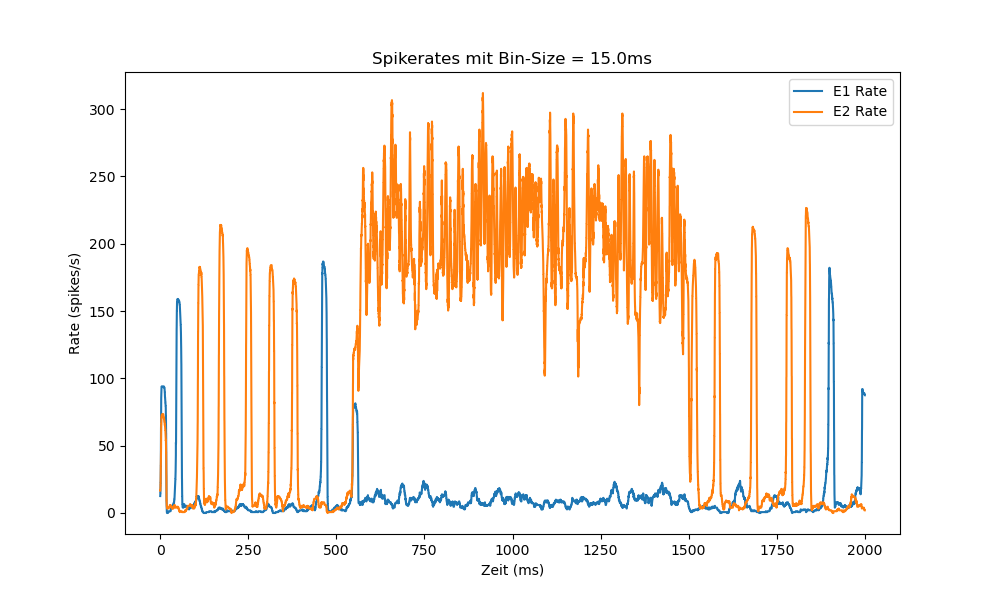 Spikerates mit Bin-Size = 15.0ms
E1 Rate
E2 Rate
Rate (spikes/s)
300
250
200
150
100
50
0
0 250 500 750 1000 1250 1500 1750 2000
Zeit (ms)